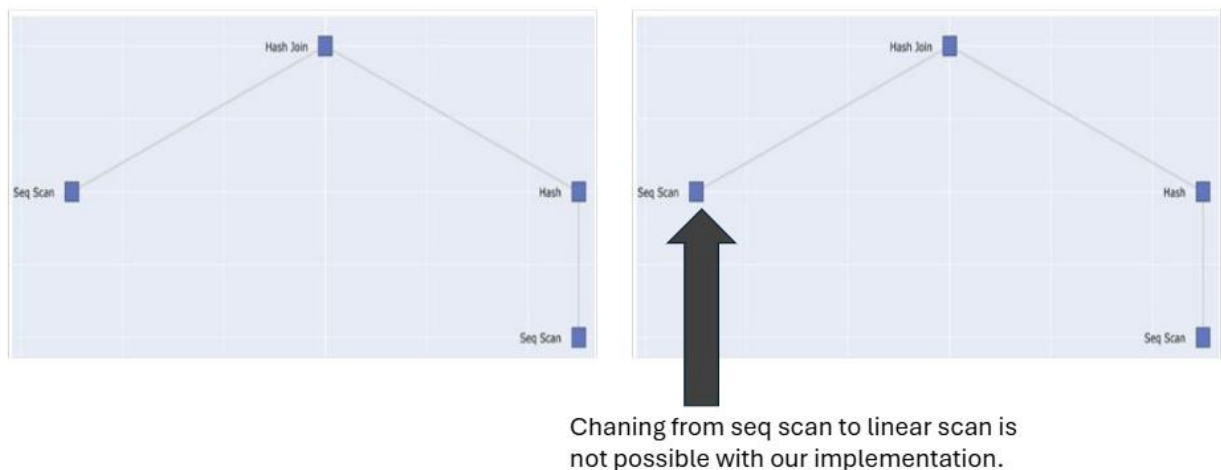 Hash Join
Seq Scan
Hash
Seq Scan
Hash Join
Seq Scan
Hash
Seq Scan
Chaning from seq scan to linear scan is
not possible with our implementation.